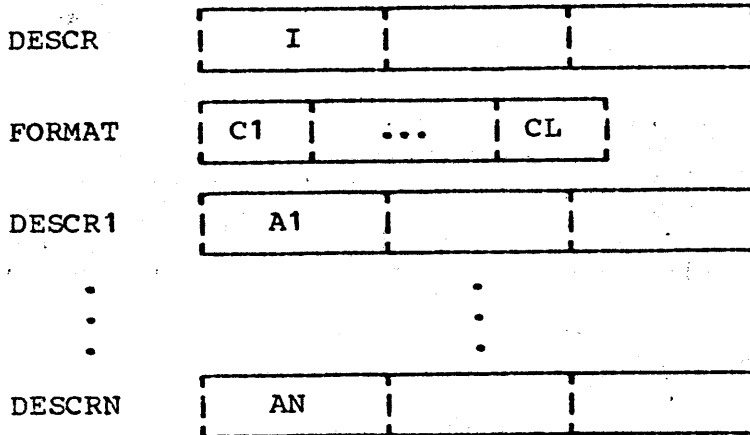 DESCR I
FORMAT C1 ... CL
DESCR1 A1
DESCRN AN